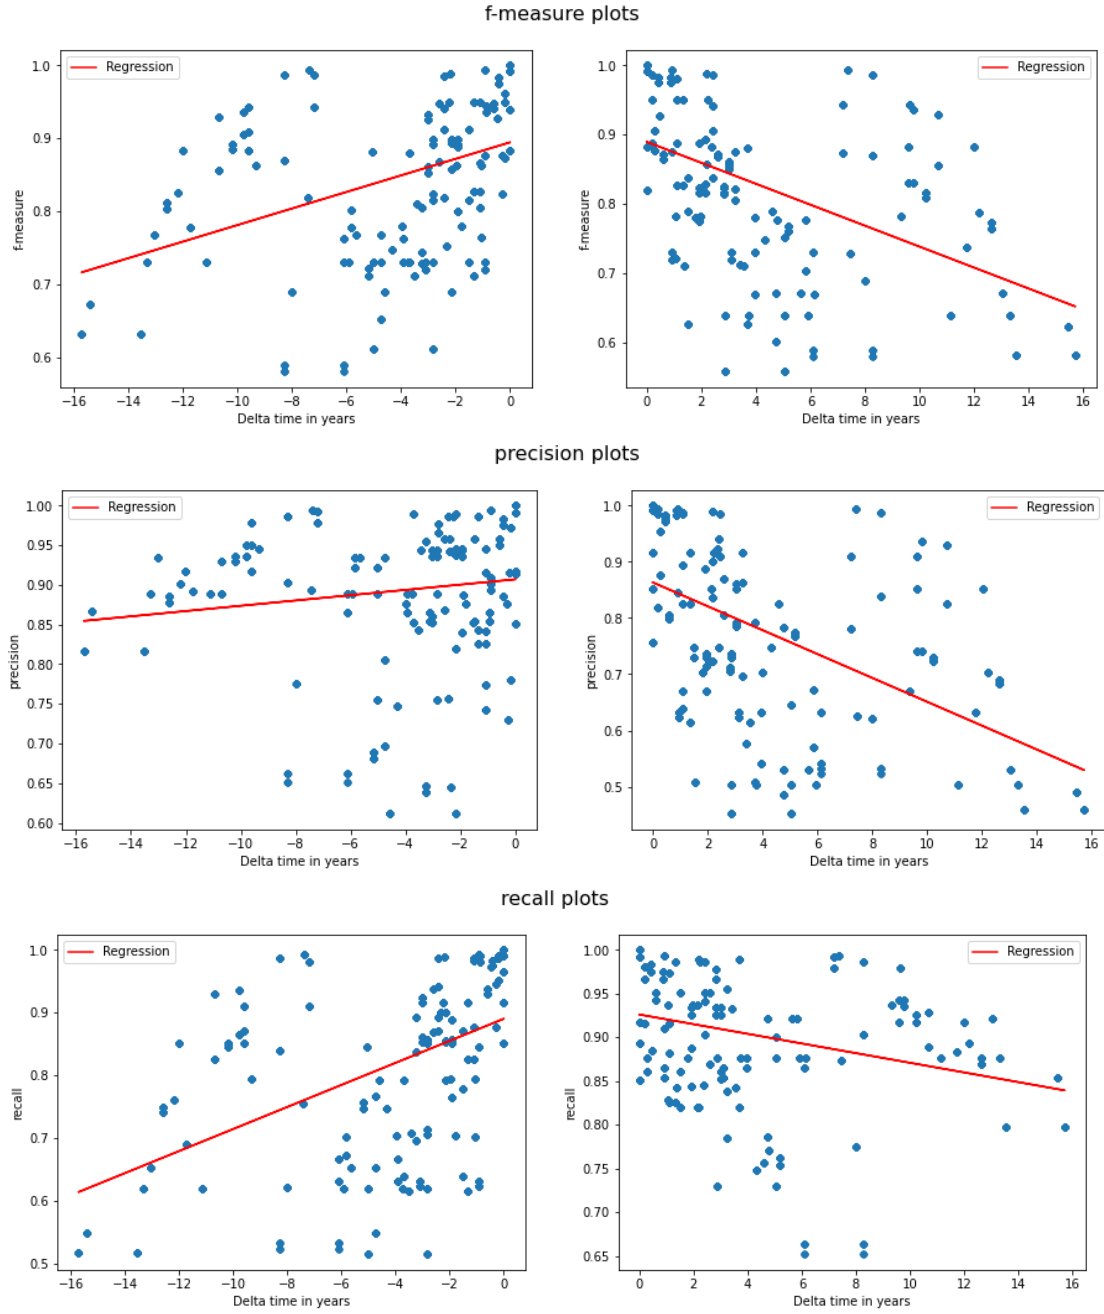 f-measure plots
1.0
0.9
0.8
0.7
0.6
f-measure
Regression
−16 −14 −12 −10 −8 −6 −4 −2 0
Delta time in years
1.0
0.9
0.8
0.7
0.6
f-measure
Regression
0 2 4 6 8 10 12 14 16
Delta time in years
precision plots
1.00
0.95
0.90
0.85
0.80
0.75
0.70
0.65
0.60
precision
Regression
−16 −14 −12 −10 −8 −6 −4 −2 0
Delta time in years
1.0
0.9
0.8
0.7
0.6
0.5
precision
Regression
0 2 4 6 8 10 12 14 16
Delta time in years
recall plots
1.0
0.9
0.8
0.7
0.6
0.5
recall
Regression
−16 −14 −12 −10 −8 −6 −4 −2 0
Delta time in years
1.00
0.95
0.90
0.85
0.80
0.75
0.70
0.65
recall
Regression
0 2 4 6 8 10 12 14 16
Delta time in years